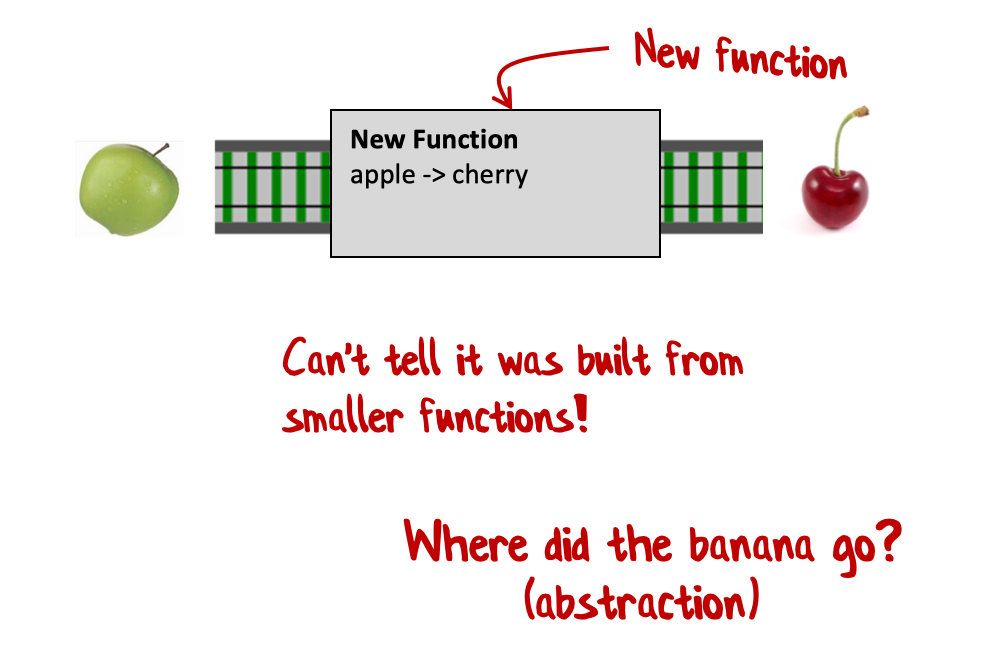 New function
New Function
apple -> cherry
Can't tell it was built from
smaller functions!
Where did the banana go?
(abstraction)